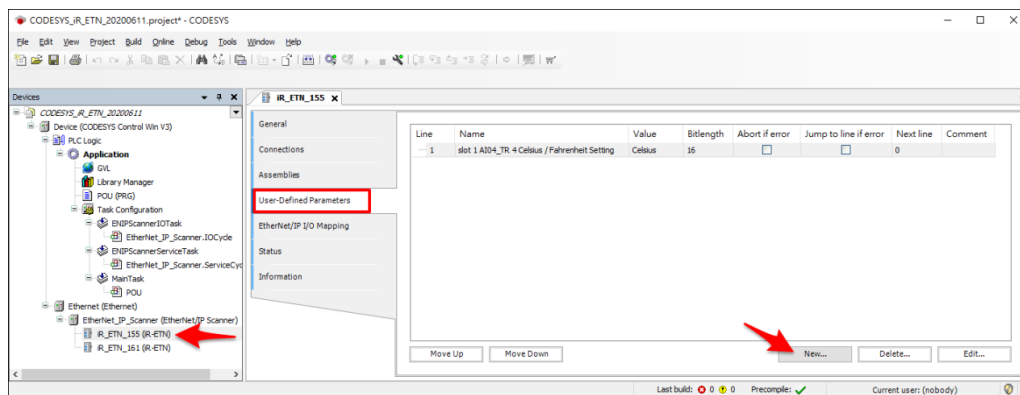 CODESYS_iR_ETN_20200611.project* - CODESYS
File Edit View Project Build Online Debug Tools Window Help
Devices
iR_ETN_155
CODESYS_iR_ETN_20200611
Device (CODESYS Control Win V3)
PLC Logic
Application
GVL
Library Manager
POU (PRG)
Task Configuration
ENIPScannerIOTask
EtherNet_IP_Scanner.IOCycle
ENIPScannerServiceTask
EtherNet_IP_Scanner.ServiceCyc
MainTask
POU
Ethernet (Ethernet)
EtherNet_IP_Scanner (EtherNet/IP Scanner)
iR_ETN_155 (iR-ETN)
iR_ETN_161 (iR-ETN)
General
Connections
Assemblies
User-Defined Parameters
EtherNet/IP I/O Mapping
Status
Information
Line Name Value Bitlength Abort if error Jump to line if error Next line Comment
1 slot 1 AI04_TR 4 Celsius / Fahrenheit Setting Celsius 16 0
Move Up Move Down New... Delete... Edit...
Last build: 0 0 Precompile: Current user: (nobody)